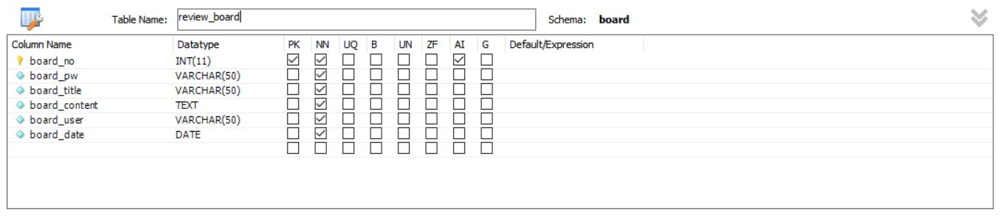 Table Name: review_board Schema: board
Column Name Datatype PK NN UQ B UN ZF AI G Default/Expression
board_no INT(11)
board_pw VARCHAR(50)
board_title VARCHAR(50)
board_content TEXT
board_user VARCHAR(50)
board_date DATE